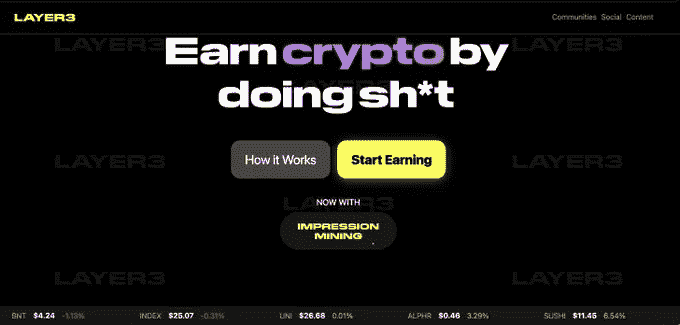 LAYER3
Communities Social Content
LAYER3 LAYER3
Earn crypto by
doing sh*t
How it Works
Start Earning
LAYER3 LAYER3
LAYER3
NOW WITH
IMPRESSION
MINING
LAYER3 LAYER3
BNT $4.24 -1.13% INDEX $25.07 -0.31% UNI $26.68 0.01% ALPHR $0.46 3.29% SUSHI $11.45 6.54%